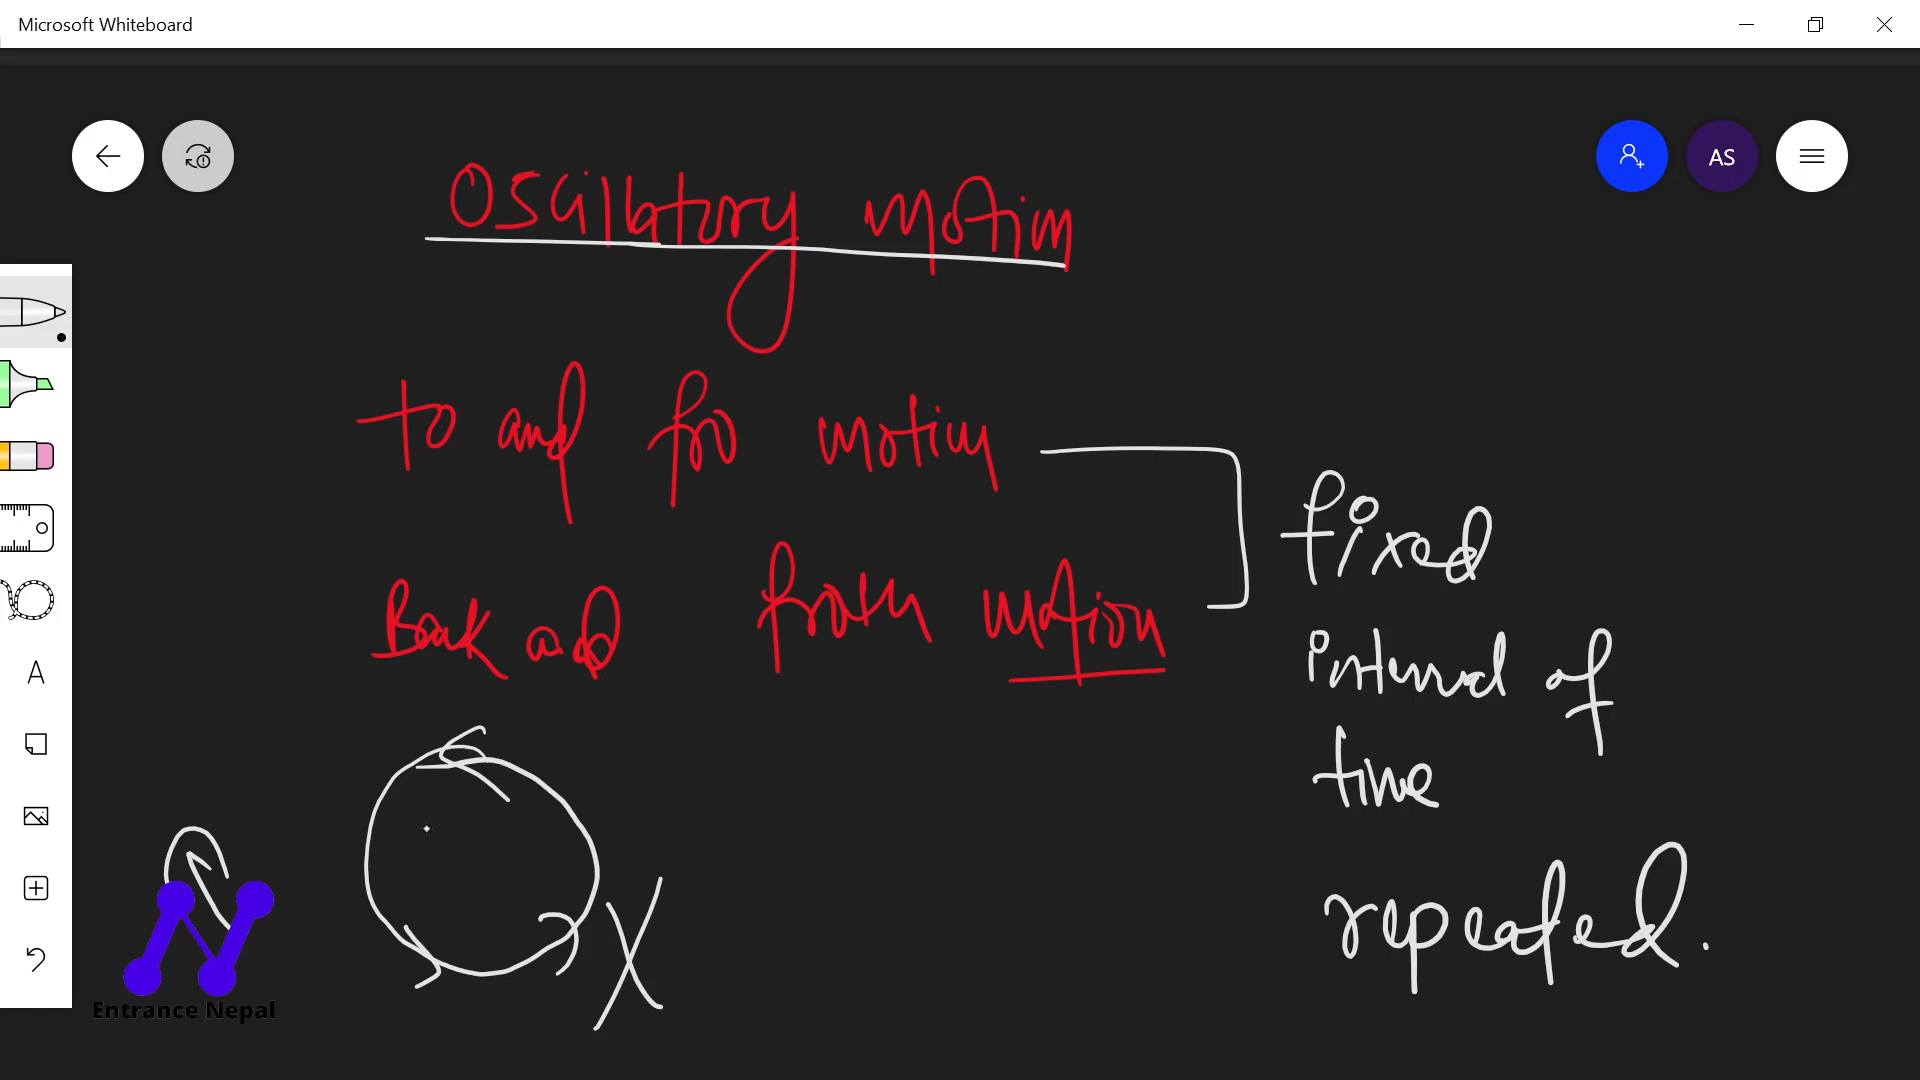 Microsoft Whiteboard
AS
Oscillatory motion
to and fro motion
Back and forth motion
fixed
interval of
time
repeated.
X
A
Entrance Nepal